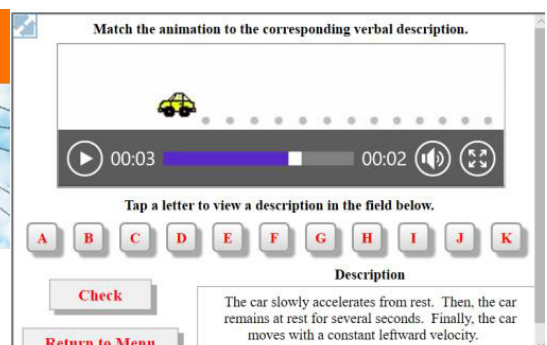 Match the animation to the corresponding verbal description.
00:03 00:02
Tap a letter to view a description in the field below.
A B C D E F G H I J K
Description
Check
The car slowly accelerates from rest. Then, the car
remains at rest for several seconds. Finally, the car
moves with a constant leftward velocity.
Return to Menu